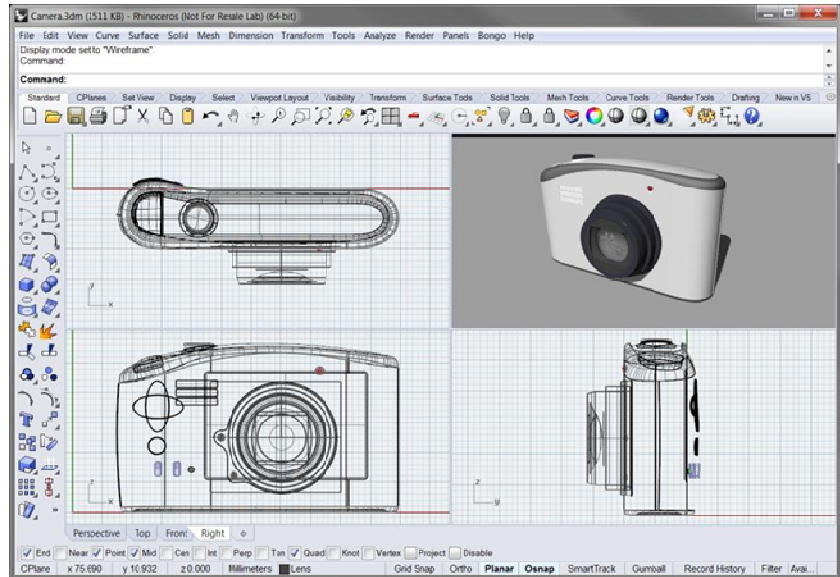 Camera.3dm (1511 KB) - Rhinoceros (Not For Resale Lab) (64-bit)
File Edit View Curve Surface Solid Mesh Dimension Transform Tools Analyze Render Panels Bongo Help
Display mode set to "Wireframe".
Command:
Command:
Standard CPlanes Set View Display Select Viewport Layout Visibility Transform Surface Tools Solid Tools Mesh Tools Curve Tools Render Tools Drafting New in V5
y
x
z
x
z
y
Perspective Top Front Right
End Near Point Mid Cen Int Perp Tan Quad Knot Vertex Project Disable
CPlane x 75.690 y 10.932 z 0.000 Millimeters Lens Grid Snap Ortho Planar Osnap SmartTrack Gumball Record History Filter Avai...